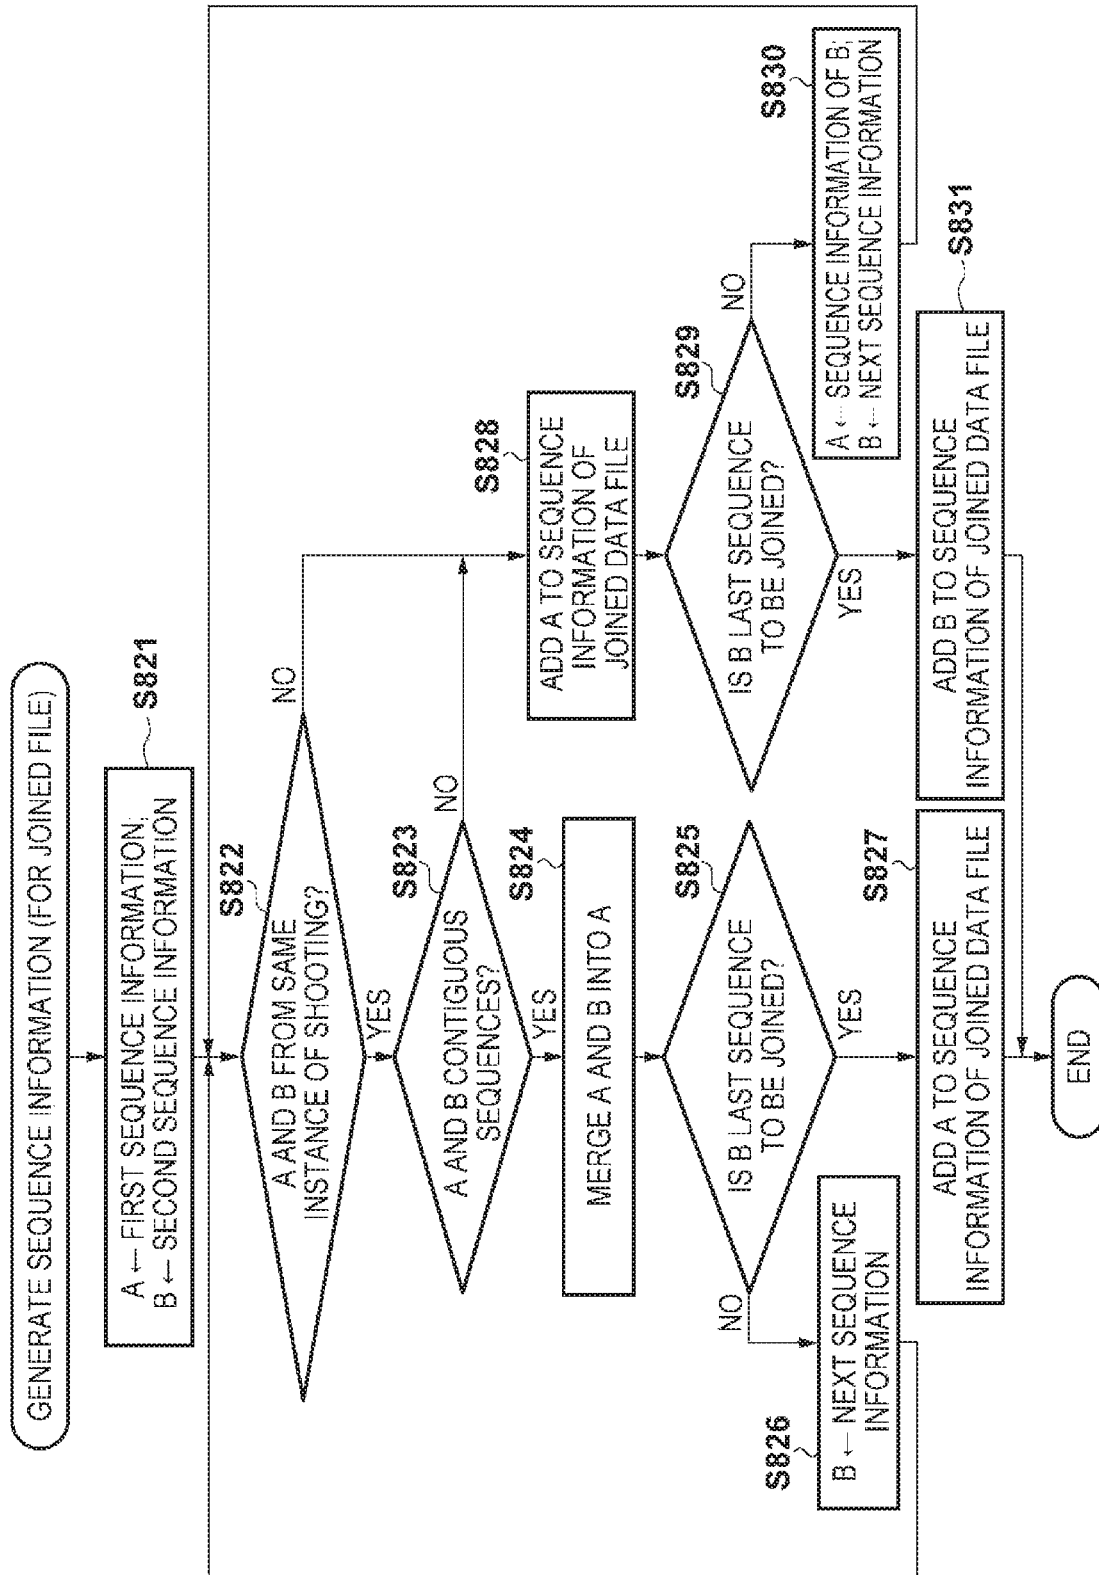 GENERATE SEQUENCE INFORMATION (FOR JOINED FILE)
S821
A ← FIRST SEQUENCE INFORMATION;
B ← SECOND SEQUENCE INFORMATION
S822
A AND B FROM SAME
INSTANCE OF SHOOTING?
NO
YES
S823
A AND B CONTIGUOUS
SEQUENCES?
NO
YES
S824
MERGE A AND B INTO A
S825
IS B LAST SEQUENCE
TO BE JOINED?
NO
YES
S826
B ← NEXT SEQUENCE
INFORMATION
S827
ADD A TO SEQUENCE
INFORMATION OF JOINED DATA FILE
S828
ADD A TO SEQUENCE
INFORMATION OF
JOINED DATA FILE
S829
IS B LAST SEQUENCE
TO BE JOINED?
NO
YES
S830
A ← SEQUENCE INFORMATION OF B;
B ← NEXT SEQUENCE INFORMATION
S831
ADD B TO SEQUENCE
INFORMATION OF JOINED DATA FILE
END